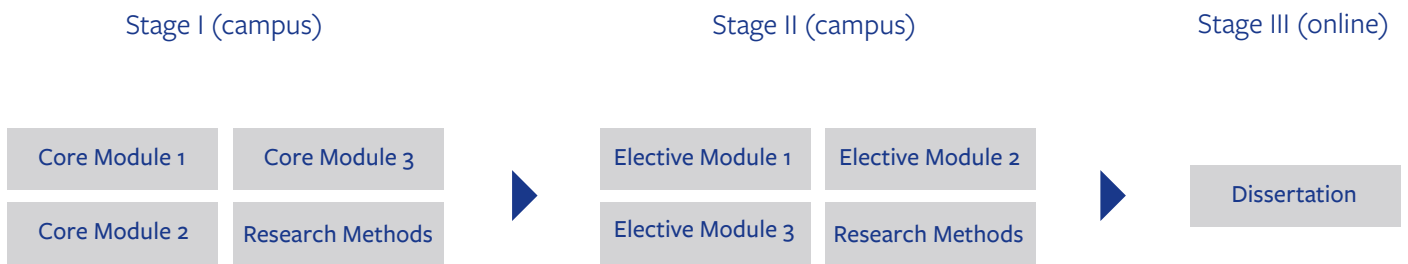 Stage I (campus)
Stage II (campus)
Stage III (online)
Core Module 1
Core Module 3
Elective Module 1
Elective Module 2
Dissertation
Core Module 2
Research Methods
Elective Module 3
Research Methods